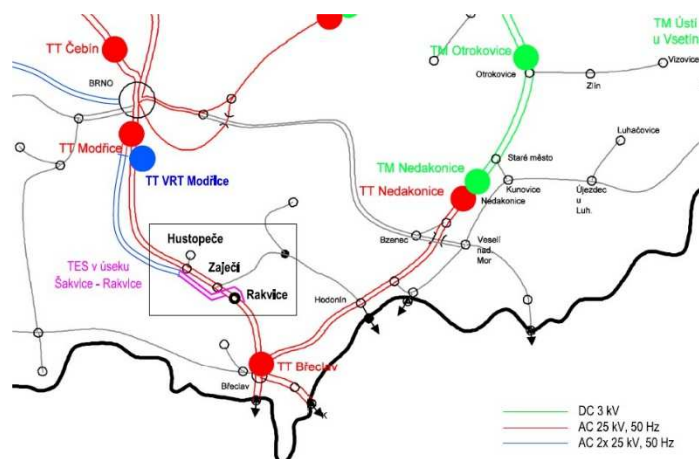 TT Čebín
BRNO
TT Modřice
TT VRT Modřice
Hustopeče
Zaječí
TES v úseku
Šakvice - Rakvice
Rakvice
TT Břeclav
Břeclav
TM Otrokovice
Otrokovice
Zlín
TM Ústí
u Vsetín
Vizovice
Luhačovice
Staré město
TM Nedakonice
TT Nedakonice
Nedakonice
Kunovice
Újezdec
u
Luh.
Bzenec
Veselí
nad
Mor
Hodonín
DC 3 kV
AC 25 kV, 50 Hz
AC 2x 25 kV, 50 Hz